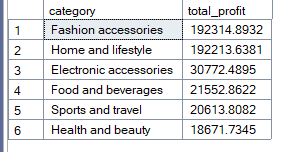 category total_profit
1 Fashion accessories 192314.8932
2 Home and lifestyle 192213.6381
3 Electronic accessories 30772.4895
4 Food and beverages 21552.8622
5 Sports and travel 20613.8082
6 Health and beauty 18671.7345